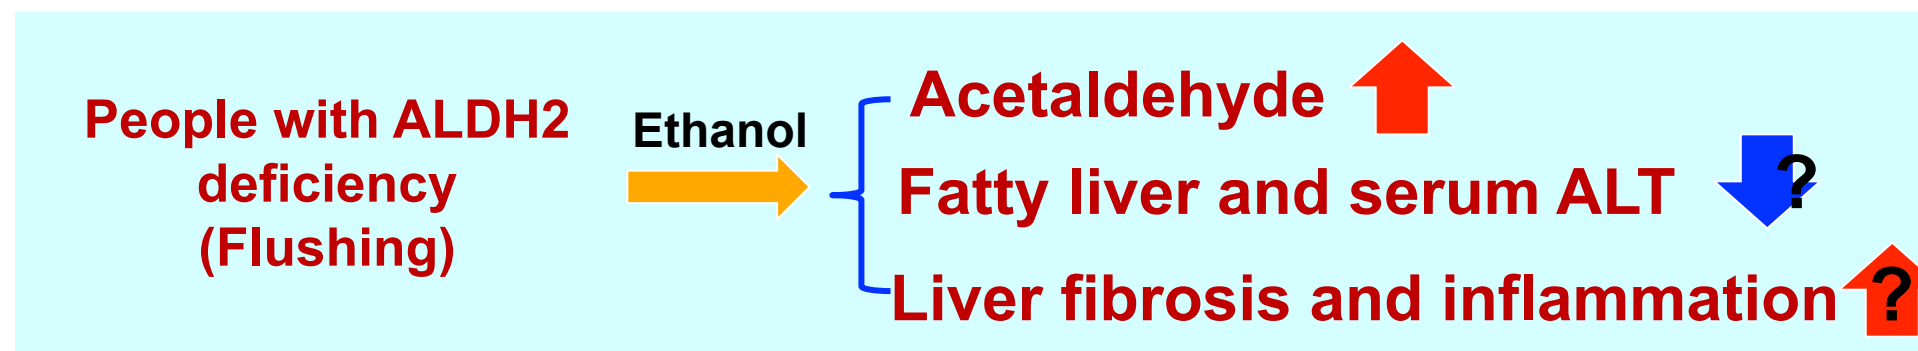 People with ALDH2
deficiency
(Flushing)
Ethanol
Acetaldehyde
Fatty liver and serum ALT ?
Liver fibrosis and inflammation ?